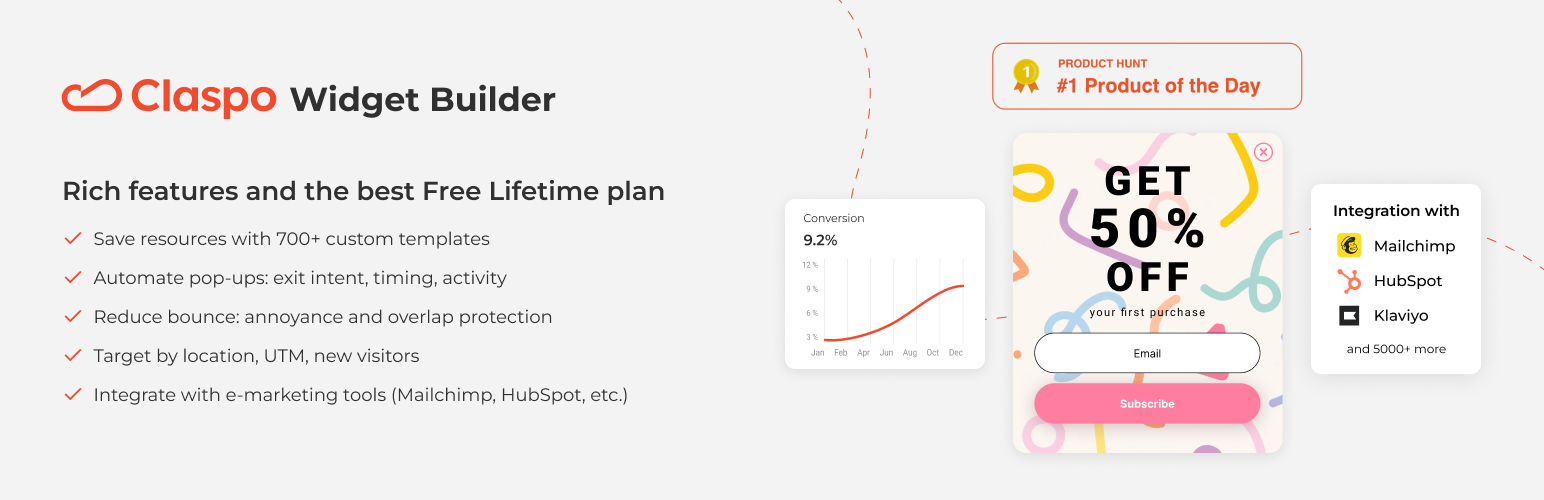 Claspo Widget Builder
Rich features and the best Free Lifetime plan
Save resources with 700+ custom templates
Automate pop-ups: exit intent, timing, activity
Reduce bounce: annoyance and overlap protection
Target by location, UTM, new visitors
Integrate with e-marketing tools (Mailchimp, HubSpot, etc.)
1
PRODUCT HUNT
#1 Product of the Day
Conversion
9.2%
12 %
9 %
6 %
3 %
Jan Feb Apr Jun Aug Oct Dec
GET
50%
OFF
your first purchase
Email
Subscribe
Integration with
Mailchimp
HubSpot
Klaviyo
and 5000+ more